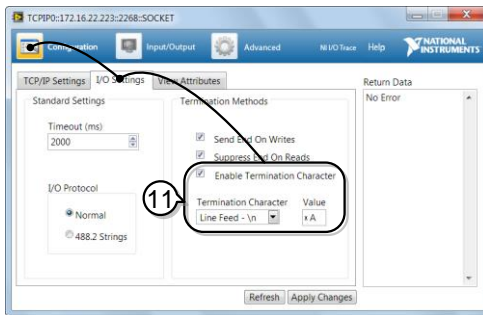 TCPIP0::172.16.22.223::2268::SOCKET
Configuration Input/Output Advanced NI I/O Trace Help NATIONAL INSTRUMENTS
TCP/IP Settings I/O Settings View Attributes
Return Data
Standard Settings
Termination Methods
No Error
Timeout (ms)
2000
Send End On Writes
Suppress End On Reads
Enable Termination Character
I/O Protocol
Normal
488.2 Strings
11
Termination Character Value
Line Feed - \n xA
Refresh Apply Changes